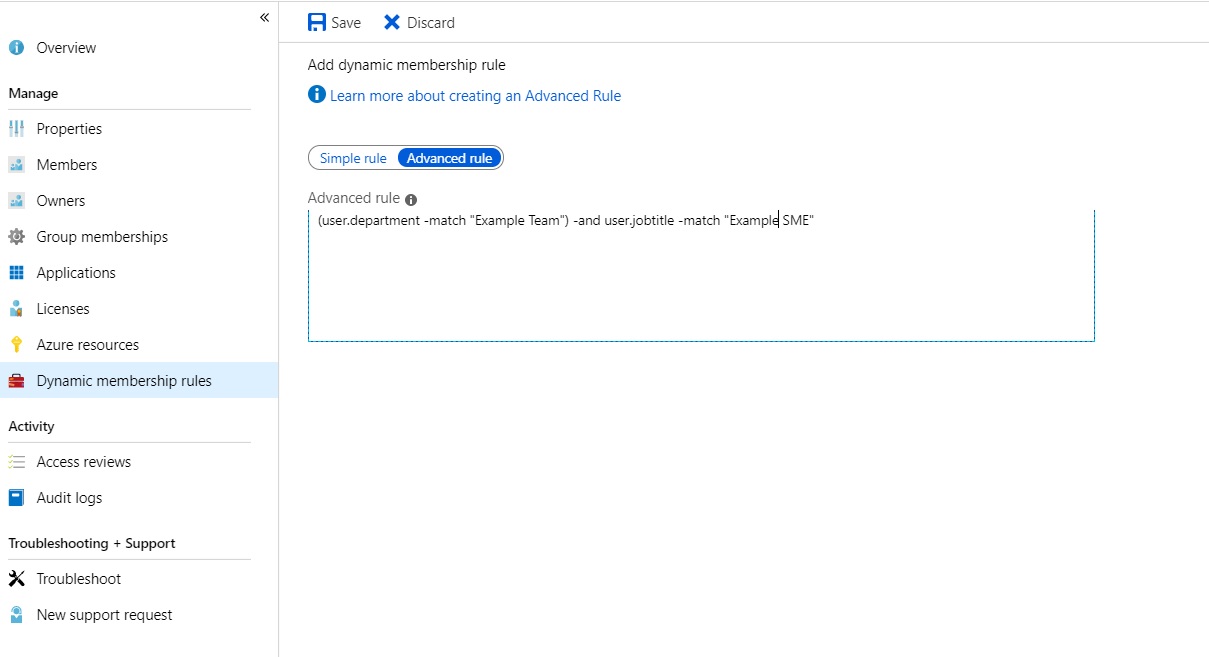 «
Overview
Manage
Properties
Members
Owners
Group memberships
Applications
Licenses
Azure resources
Dynamic membership rules
Activity
Access reviews
Audit logs
Troubleshooting + Support
Troubleshoot
New support request
Save Discard
Add dynamic membership rule
Learn more about creating an Advanced Rule
Simple rule Advanced rule
Advanced rule
(user.department -match "Example Team") -and user.jobtitle -match "Example SME"